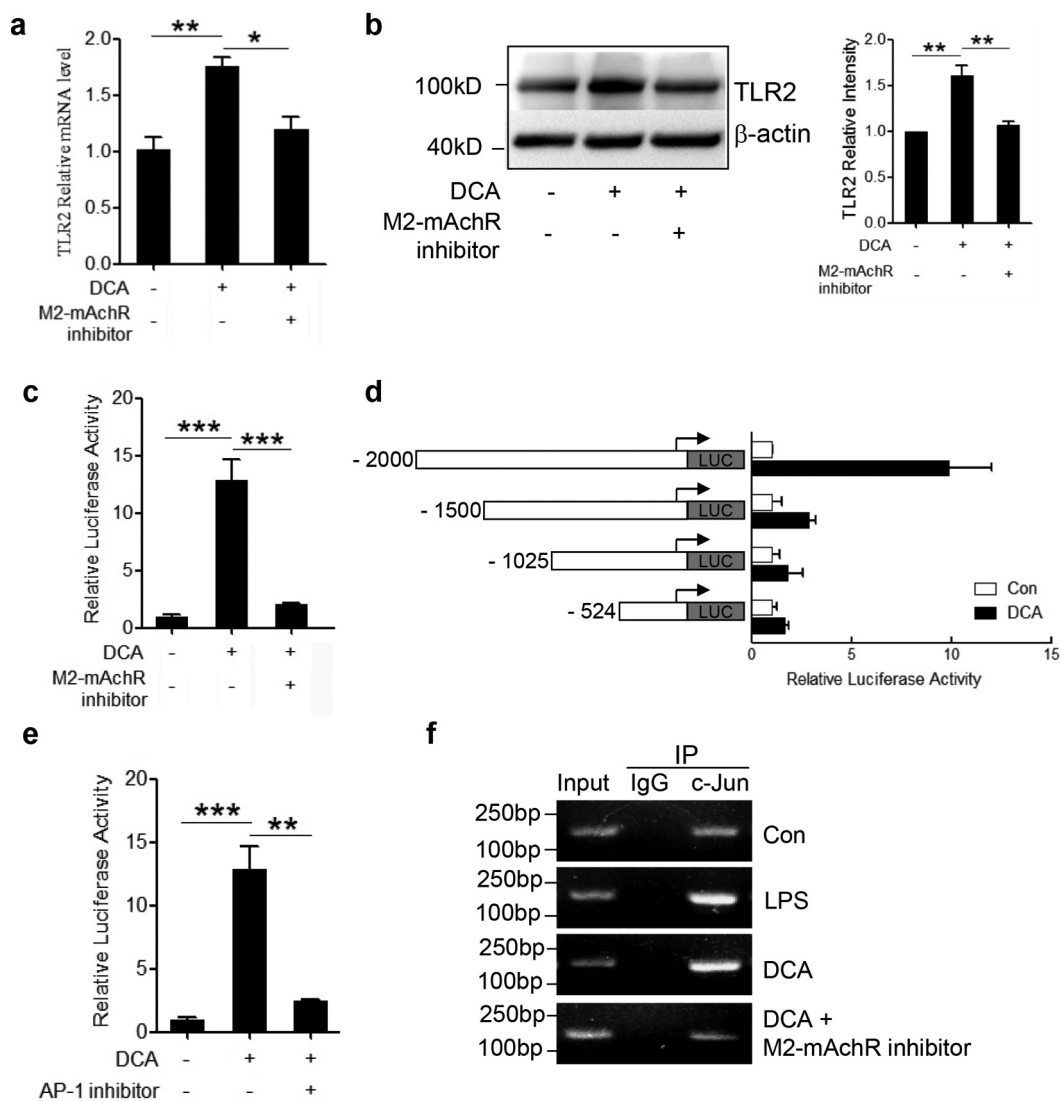 a
TLR2 Relative mRNA level
2.0
1.5
1.0
0.5
0.0
**
*
DCA - + +
M2-mAchR - - +
inhibitor
b
100kD
40kD
TLR2
β-actin
DCA - + +
M2-mAchR
inhibitor - - +
TLR2 Relative Intensity
2.0
1.5
1.0
0.5
0.0
** **
DCA - + +
M2-mAchR - - +
inhibitor
c
Relative Luciferase Activity
20
15
10
5
0
*** ***
DCA - + +
M2-mAchR - - +
inhibitor
d
- 2000 LUC
- 1500 LUC
- 1025 LUC
- 524 LUC
Con
DCA
0 5 10 15
Relative Luciferase Activity
e
Relative Luciferase Activity
20
15
10
5
0
*** **
DCA - + +
AP-1 inhibitor - - +
f
IP
Input IgG c-Jun
250bp
100bp
Con
250bp
100bp
LPS
250bp
100bp
DCA
250bp
100bp
DCA +
M2-mAchR inhibitor